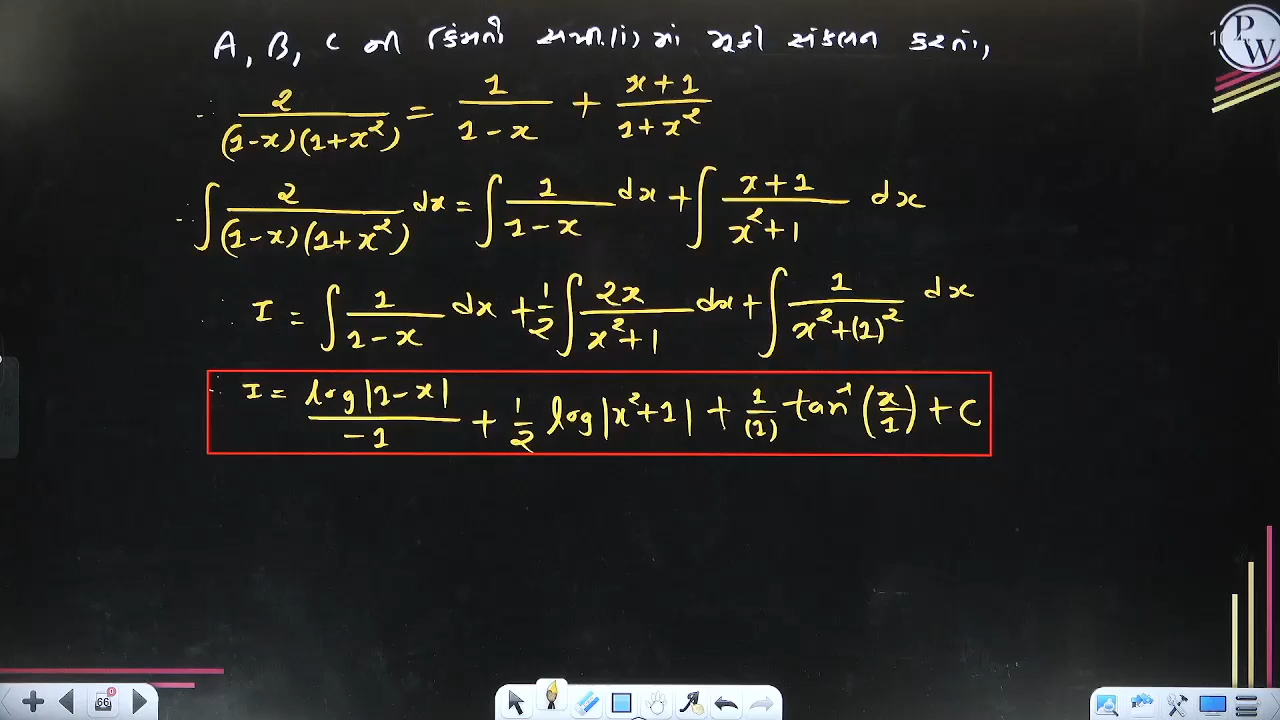 A, B, C ની કિંમતો સમી.(i) માં મૂકી સંકલન કરતાં,
∴ 2/((1-x)(1+x²)) = 1/(1-x) + (x+1)/(1+x²)
∴ ∫ 2/((1-x)(1+x²)) dx = ∫ 1/(1-x) dx + ∫ (x+1)/(x²+1) dx
∴ I = ∫ 1/(1-x) dx + 1/2 ∫ 2x/(x²+1) dx + ∫ 1/(x²+(1)²) dx
∴ I = log|1-x|/-1 + 1/2 log|x²+1| + 1/(1) tan⁻¹(x/1) + C
PW
66